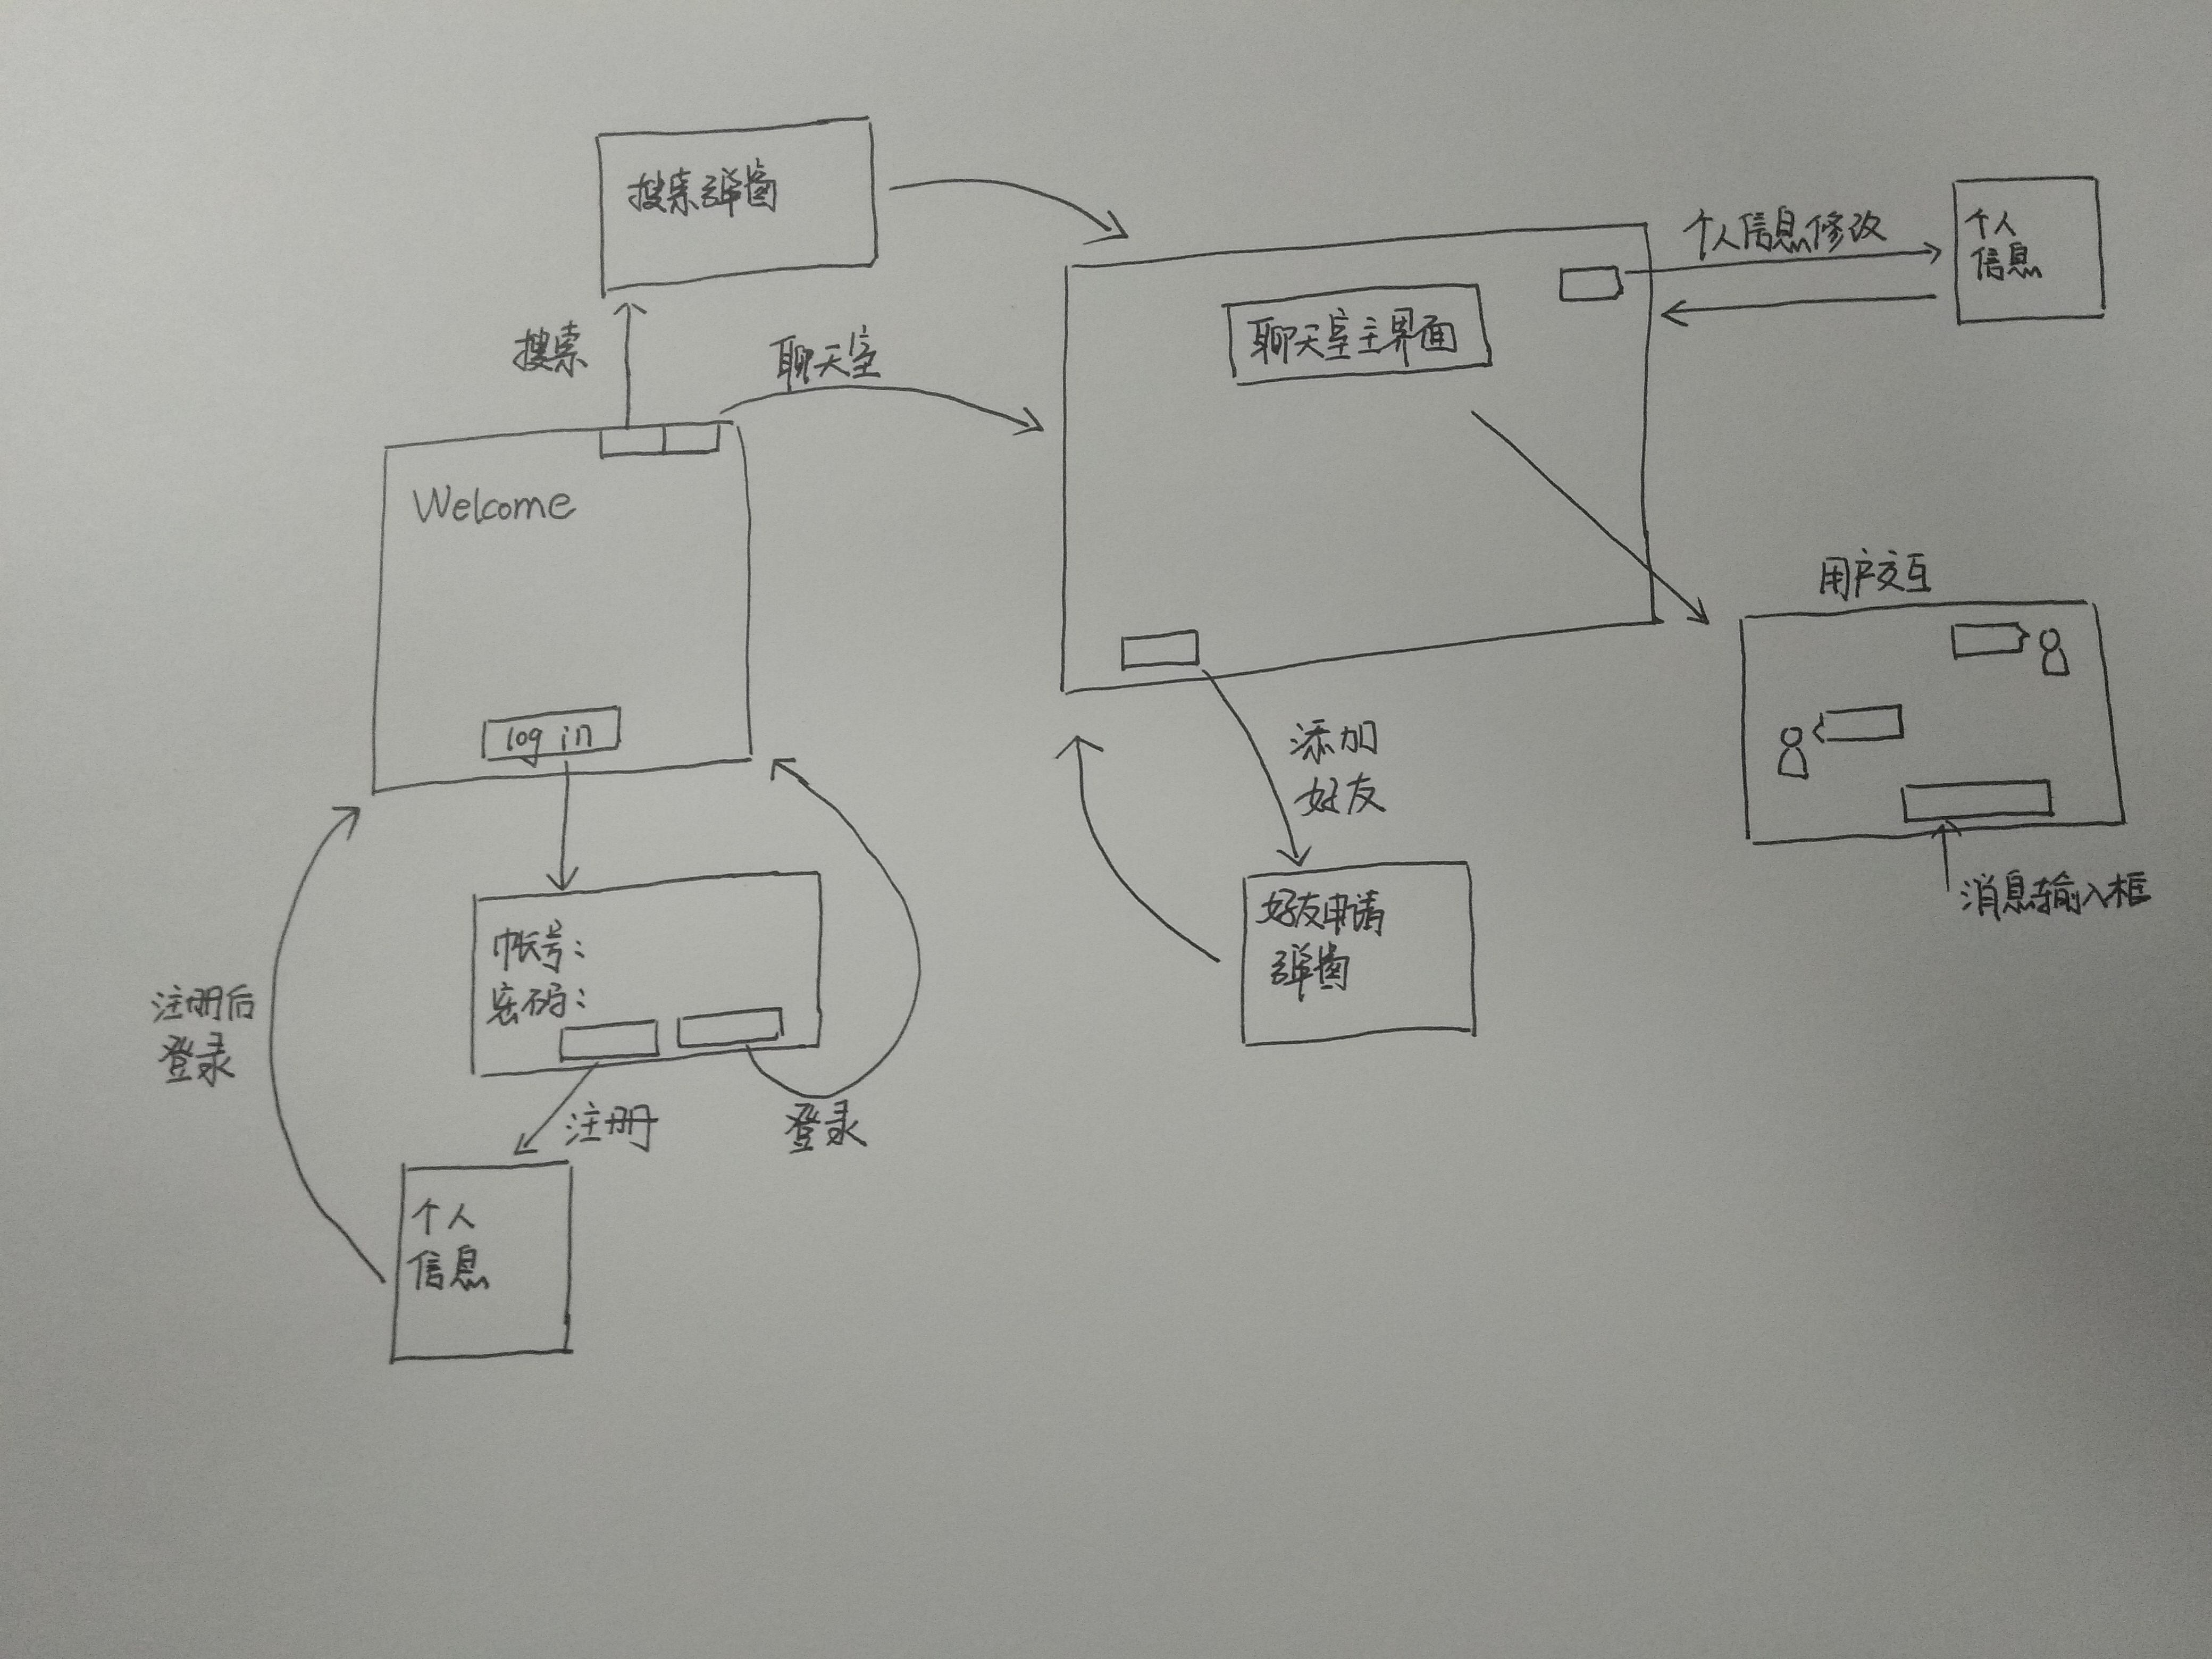 搜索弹窗
搜索
聊天室
Welcome
log in
帐号：
密码：
注册
登录
注册后
登录
个人
信息
聊天室主界面
个人信息修改
个人
信息
用户交互
消息输入框
添加
好友
好友申请
弹窗